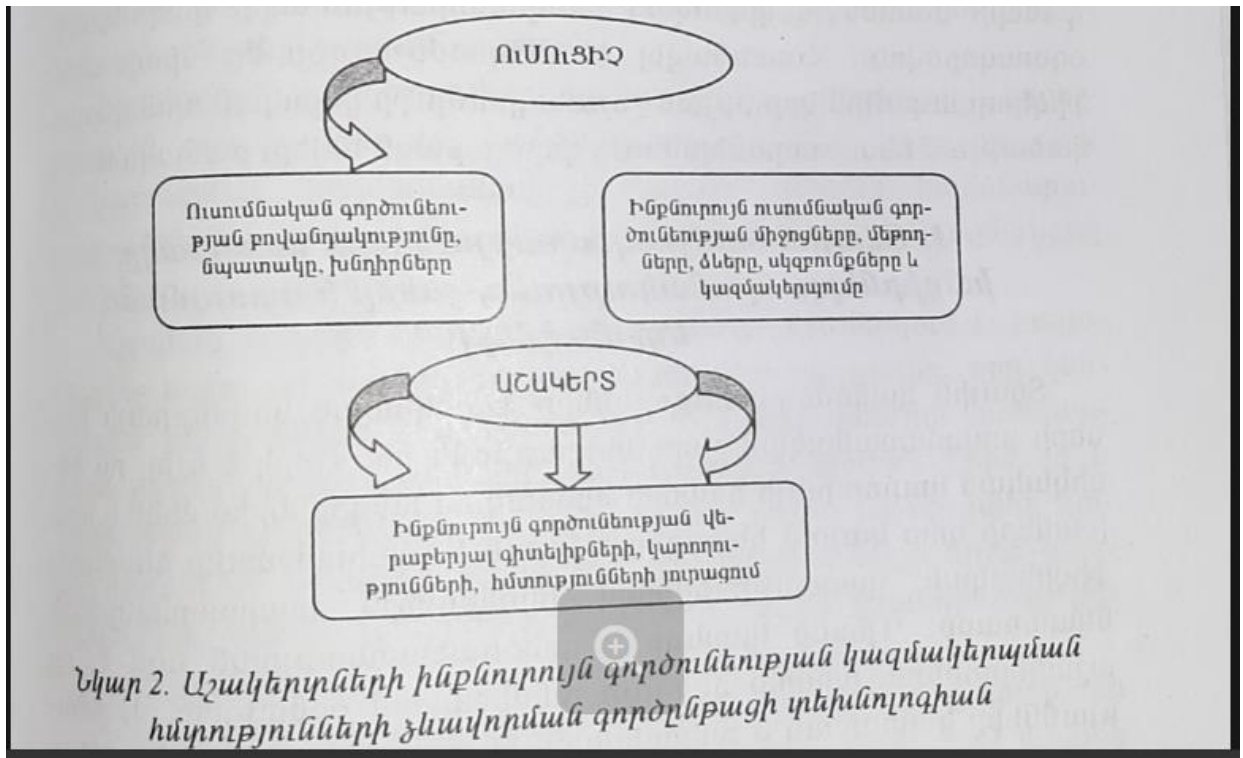 ՈՒՍՈՒՑԻՉ
Ուսումնական գործունեու-
թյան բովանդակությունը,
նպատակը, խնդիրները
Ինքնուրույն ուսումնական գոր-
ծունեության միջոցները, մեթոդ-
ները, ձևերը, սկզբունքները և
կազմակերպումը
ԱՇԱԿԵՐՏ
Ինքնուրույն գործունեության վե-
րաբերյալ գիտելիքների, կարողու-
թյունների, հմտությունների յուրացում
Նկար 2. Աշակերտների ինքնուրույն գործունեության կազմակերպման
հմտությունների ձևավորման գործընթացի տեխնոլոգիան